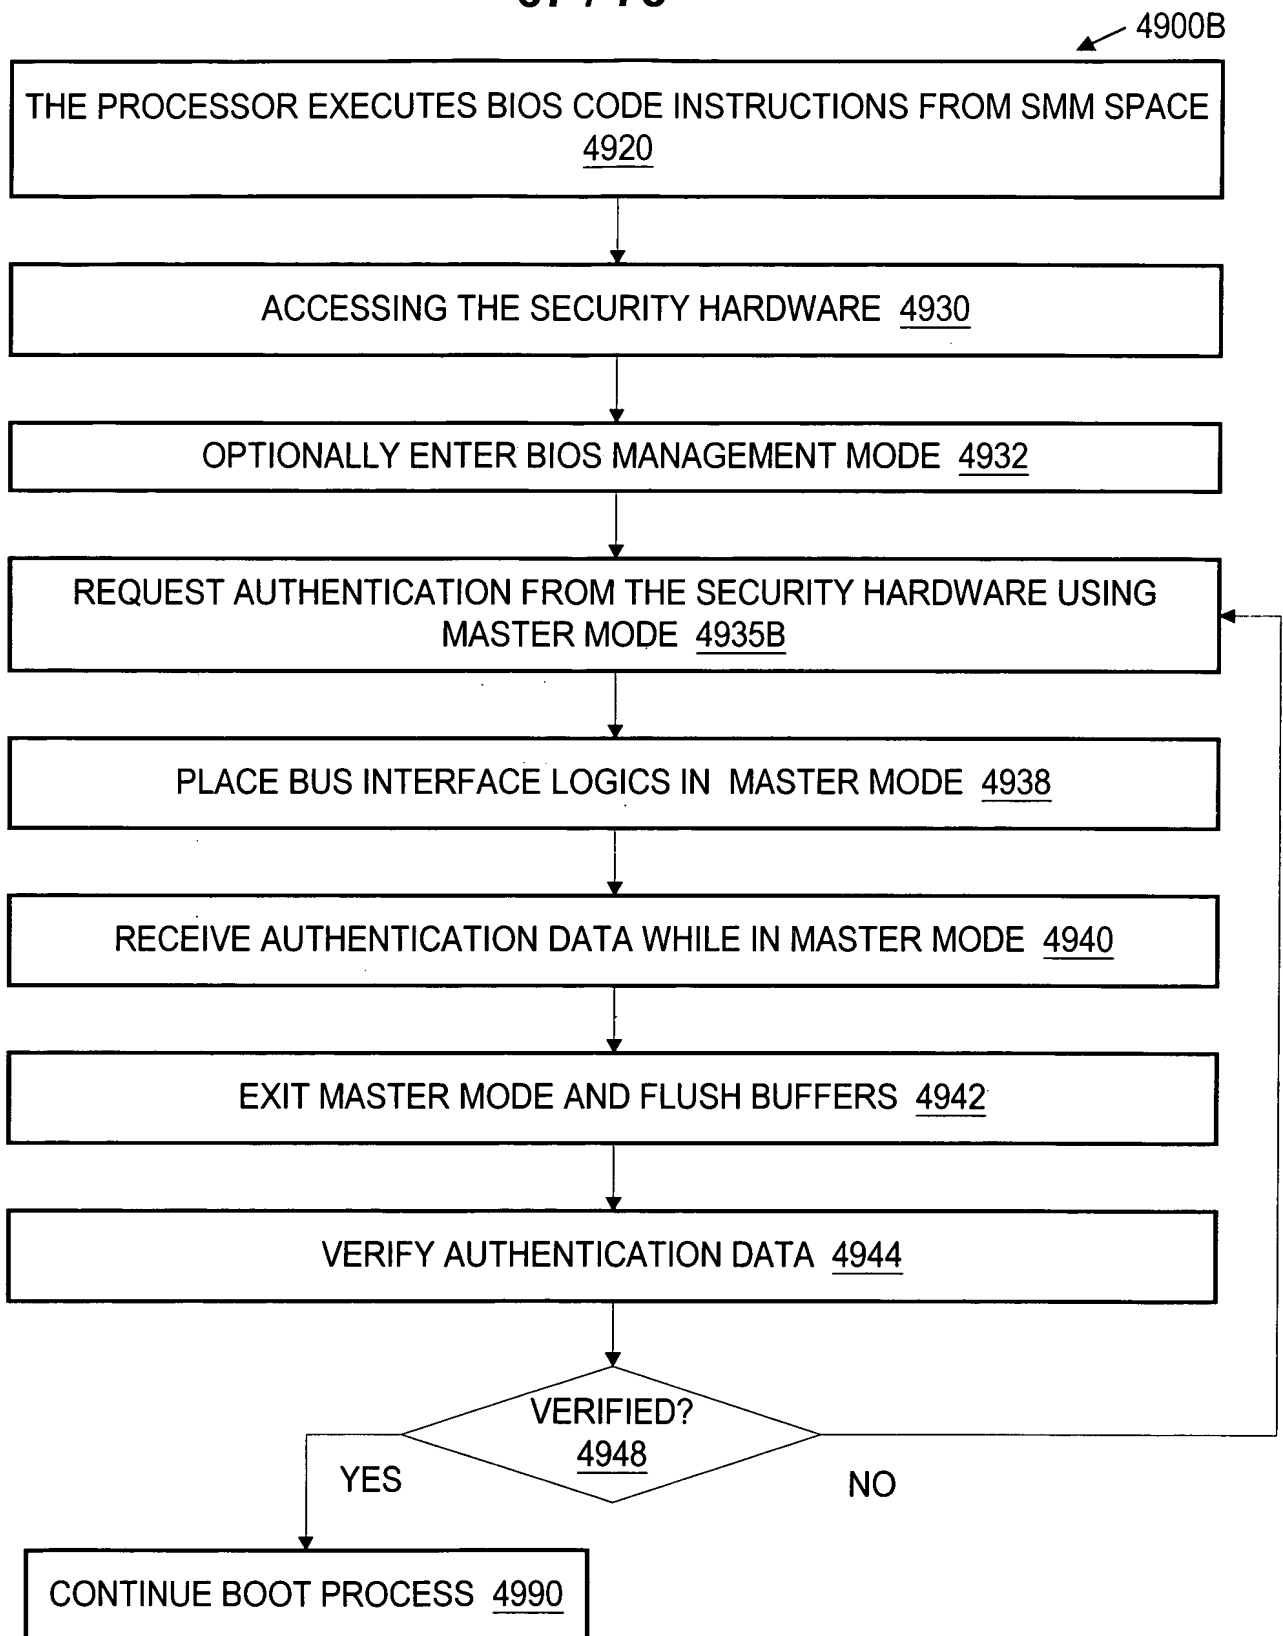 4900B
THE PROCESSOR EXECUTES BIOS CODE INSTRUCTIONS FROM SMM SPACE
4920
ACCESSING THE SECURITY HARDWARE 4930
OPTIONALLY ENTER BIOS MANAGEMENT MODE 4932
REQUEST AUTHENTICATION FROM THE SECURITY HARDWARE USING
MASTER MODE 4935B
PLACE BUS INTERFACE LOGICS IN MASTER MODE 4938
RECEIVE AUTHENTICATION DATA WHILE IN MASTER MODE 4940
EXIT MASTER MODE AND FLUSH BUFFERS 4942
VERIFY AUTHENTICATION DATA 4944
VERIFIED?
4948
YES
NO
CONTINUE BOOT PROCESS 4990